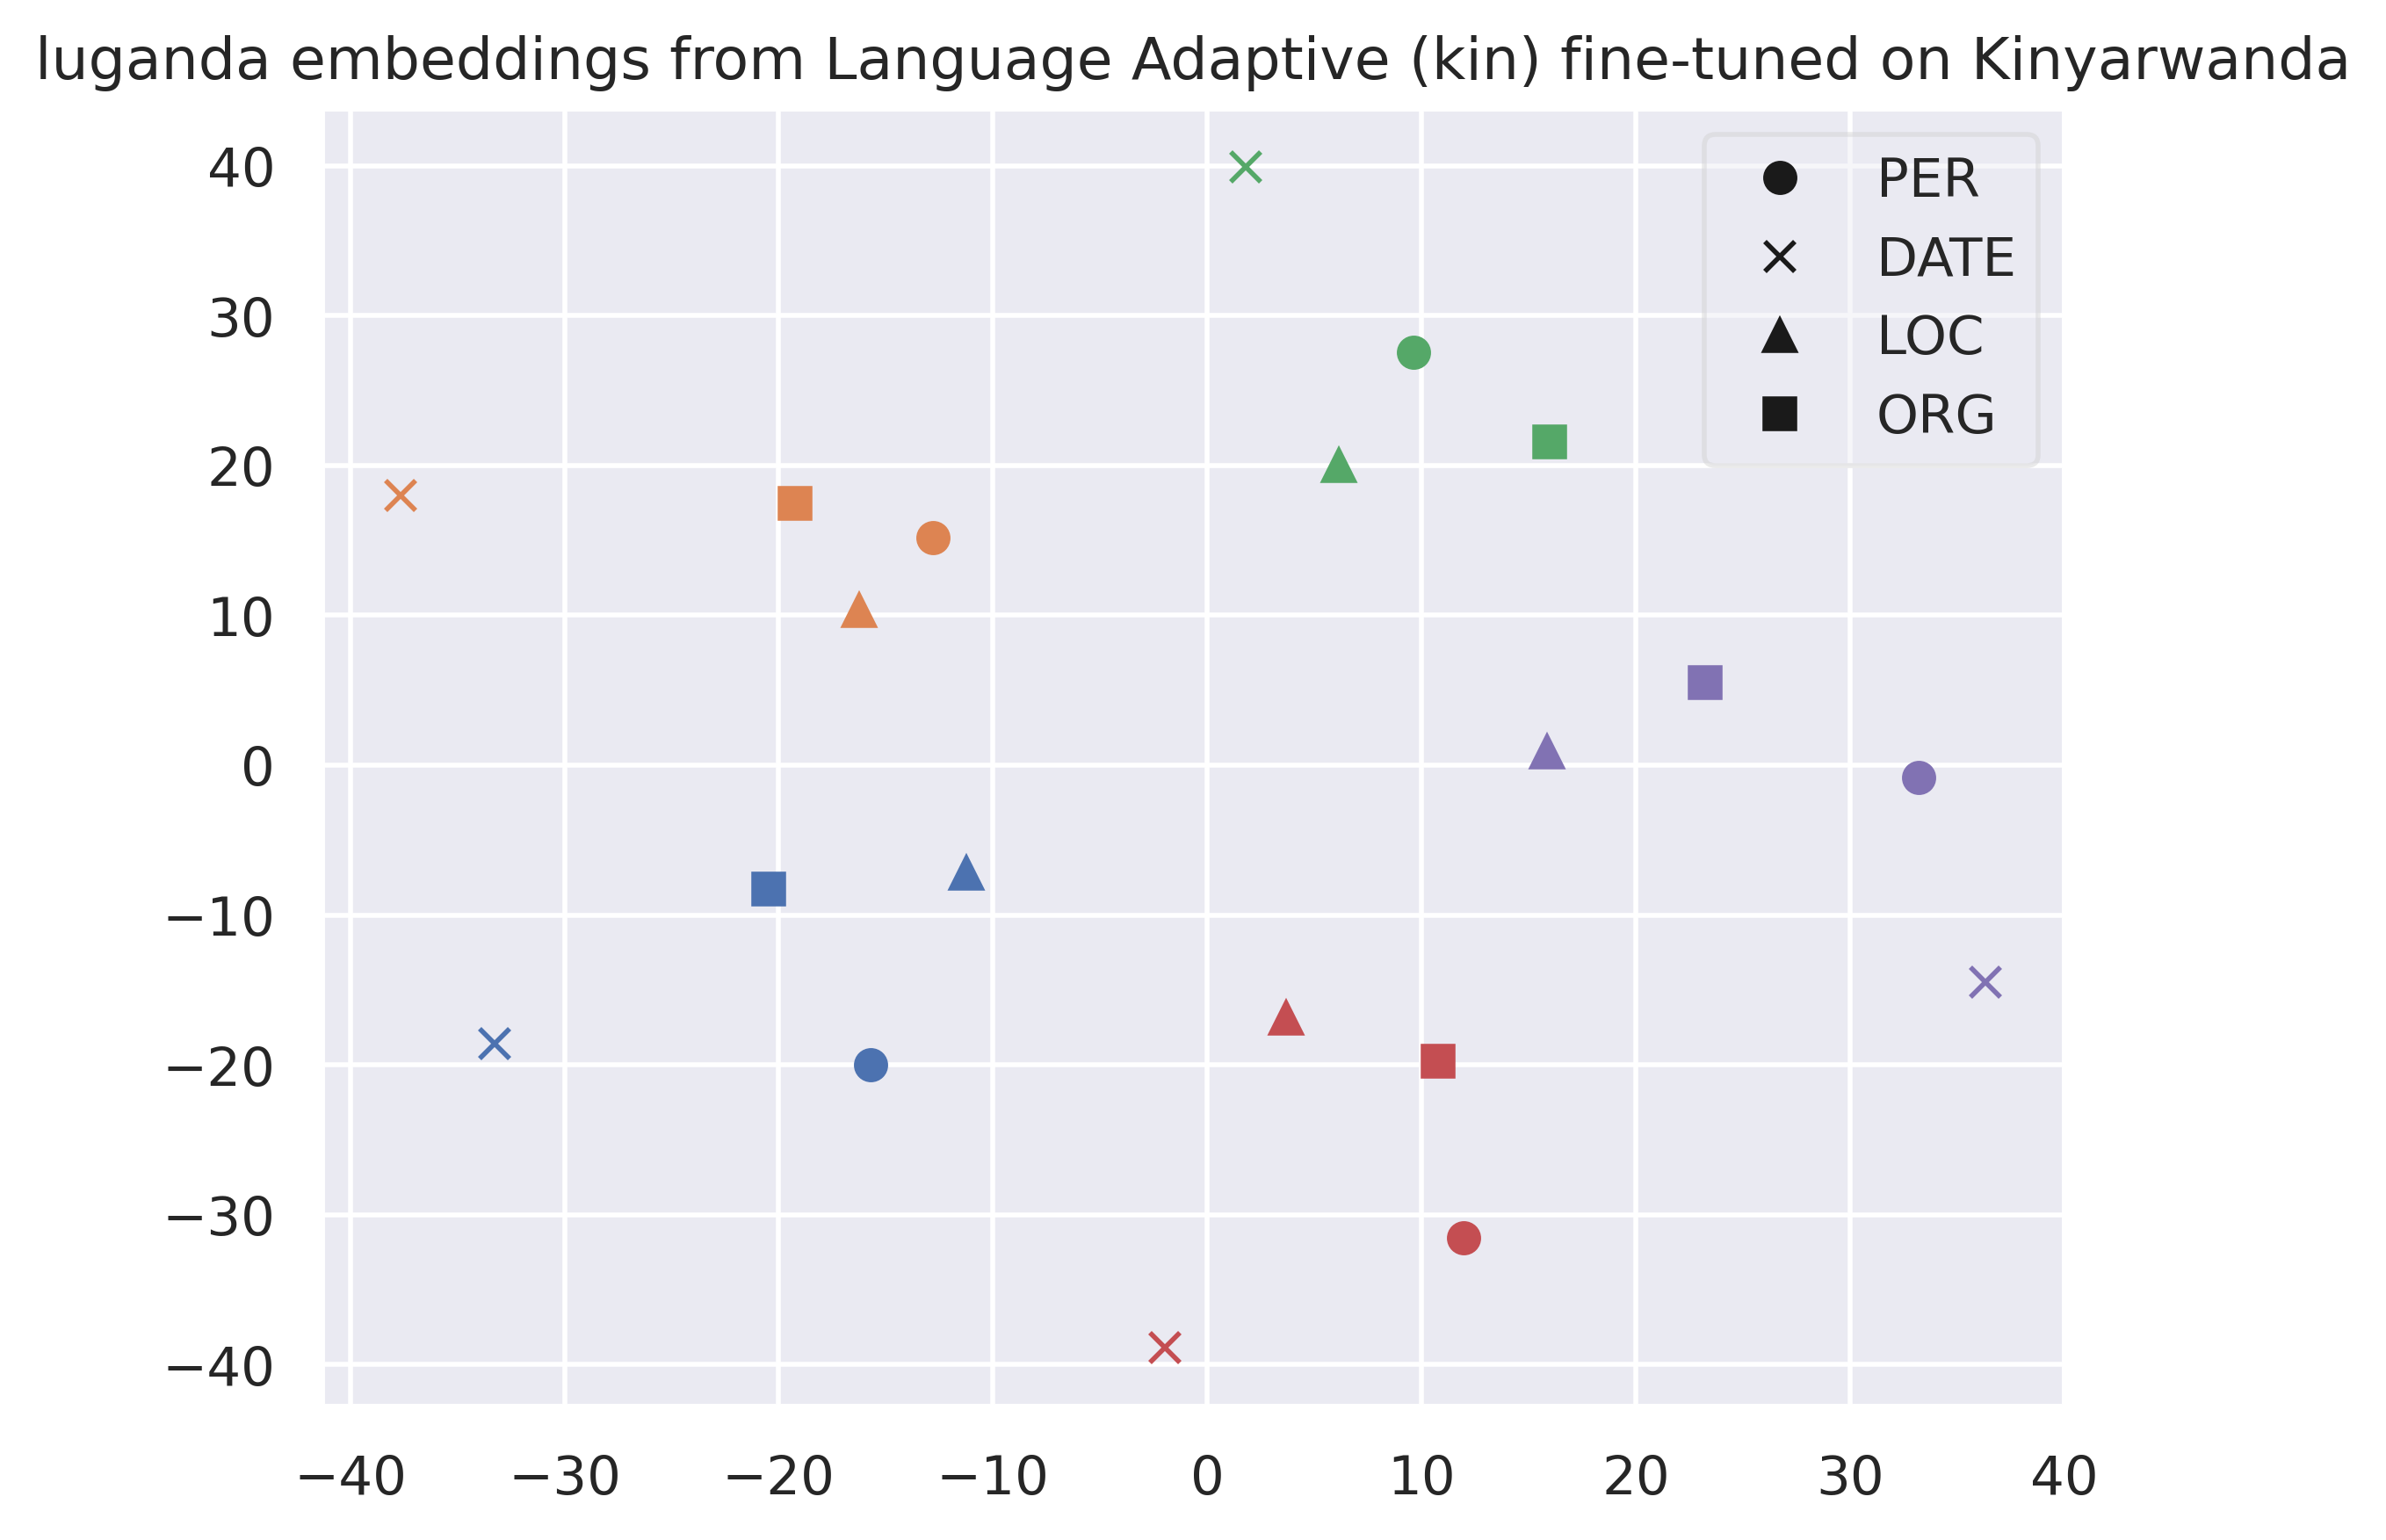 luganda embeddings from Language Adaptive (kin) fine-tuned on Kinyarwanda
PER
DATE
LOC
ORG
40
30
20
10
0
−10
−20
−30
−40
−40 −30 −20 −10 0 10 20 30 40